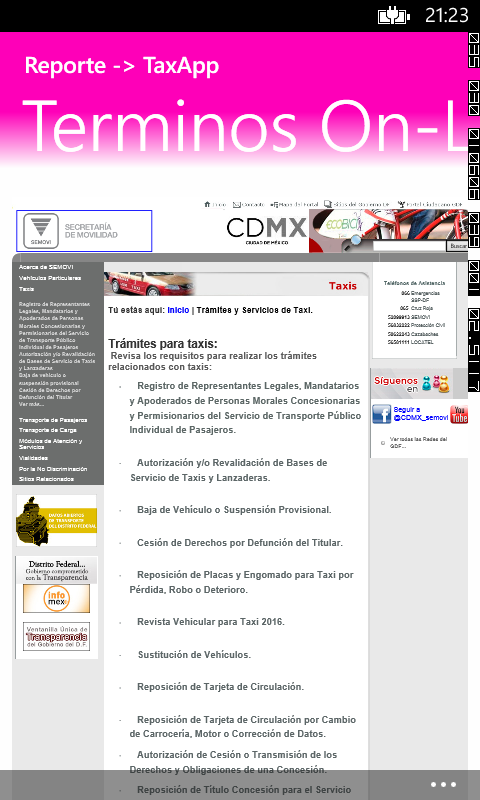 21:23
Reporte -> TaxApp
Terminos On-L
Inicio
Contacto
Mapa del Portal
Sitios del Gobierno DF
Portal Ciudadano GDF
SEMOVI
SECRETARÍA
DE MOVILIDAD
CDMX
CIUDAD DE MÉXICO
ECOBICI
Buscar
Acerca de SEMOVI
Vehículos Particulares
Taxis
Registro de Representantes
Legales, Mandatarios y
Apoderados de Personas
Morales Concesionarias y
Permisionarios del Servicio
de Transporte Público
Individual de Pasajeros
Autorización y/o Revalidación
de Bases de Servicio de Taxis
y Lanzaderas
Baja de vehículo o
suspensión provisional
Cesión de Derechos por
Defunción del Titular
Ver más...
Transporte de Pasajeros
Transporte de Carga
Módulos de Atención y
Servicios
Vialidades
Por la No Discriminación
Sitios Relacionados
DATOS ABIERTOS
DE TRANSPORTE
DEL DISTRITO FEDERAL
Distrito Federal...
Gobierno comprometido
con la Transparencia
info
mex
Ventanilla Única de
Transparencia
del Gobierno del D.F.
Taxis
Tú estás aquí: Inicio | Trámites y Servicios de Taxi.
Trámites para taxis:
Revisa los requisitos para realizar los trámites
relacionados con taxis:
· Registro de Representantes Legales, Mandatarios
y Apoderados de Personas Morales Concesionarias
y Permisionarios del Servicio de Transporte Público
Individual de Pasajeros.
· Autorización y/o Revalidación de Bases de
Servicio de Taxis y Lanzaderas.
· Baja de Vehículo o Suspensión Provisional.
· Cesión de Derechos por Defunción del Titular.
· Reposición de Placas y Engomado para Taxi por
Pérdida, Robo o Deterioro.
· Revista Vehicular para Taxi 2016.
· Sustitución de Vehículos.
· Reposición de Tarjeta de Circulación.
· Reposición de Tarjeta de Circulación por Cambio
de Carrocería, Motor o Corrección de Datos.
· Autorización de Cesión o Transmisión de los
Derechos y Obligaciones de una Concesión.
· Reposición de Título Concesión para el Servicio
Teléfonos de Asistencia
066 Emergencias
SSP-DF
065 Cruz Roja
SEMOVI
Protección Civil
Cazabaches
LOCATEL
Síguenos
en
Seguir a
@CDMX_semovi
You
Tube
Ver todas las Redes del
GDF...